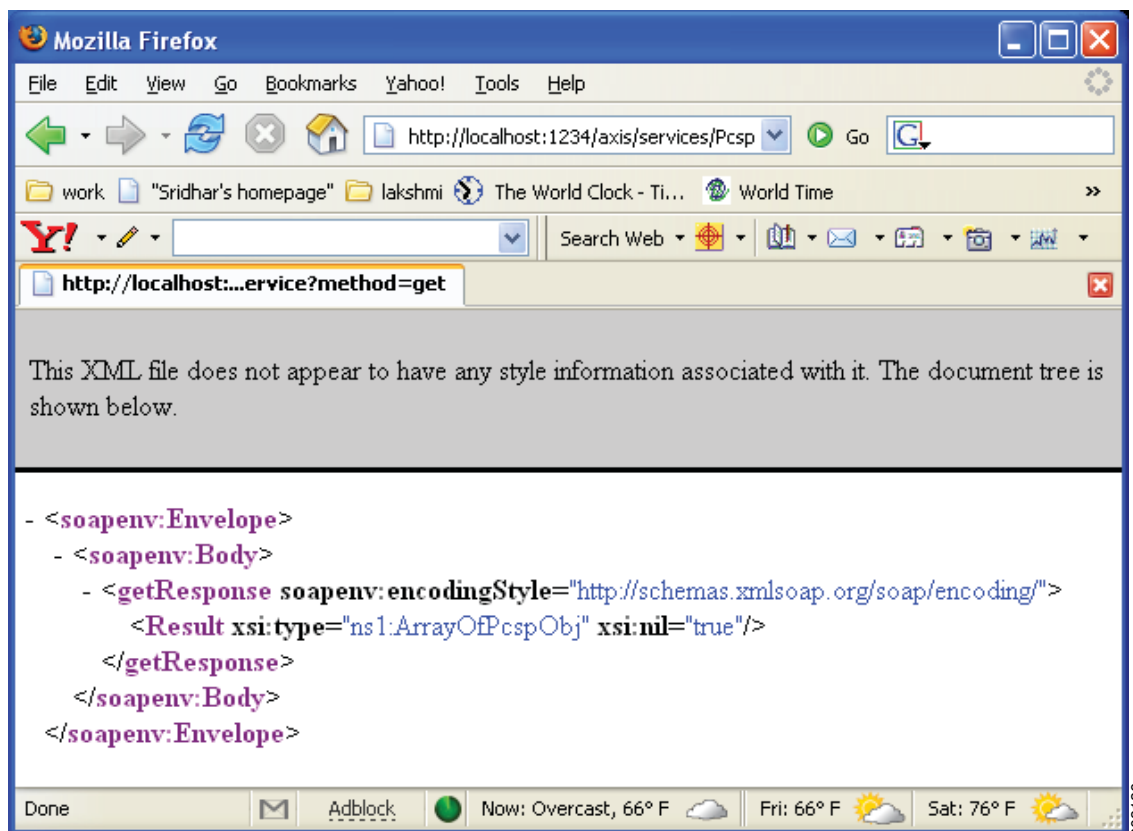 Mozilla Firefox
File Edit View Go Bookmarks Yahoo! Tools Help
http://localhost:1234/axis/services/Pcsp Go G
work "Sridhar's homepage" lakshmi The World Clock - Ti... World Time »
Y! Search Web
http://localhost:...ervice?method=get
This XML file does not appear to have any style information associated with it. The document tree is
shown below.
- <soapenv:Envelope>
- <soapenv:Body>
- <getResponse soapenv:encodingStyle="http://schemas.xmlsoap.org/soap/encoding/">
<Result xsi:type="ns1:ArrayOfPcspObj" xsi:nil="true"/>
</getResponse>
</soapenv:Body>
</soapenv:Envelope>
Done Adblock Now: Overcast, 66° F Fri: 66° F Sat: 76° F